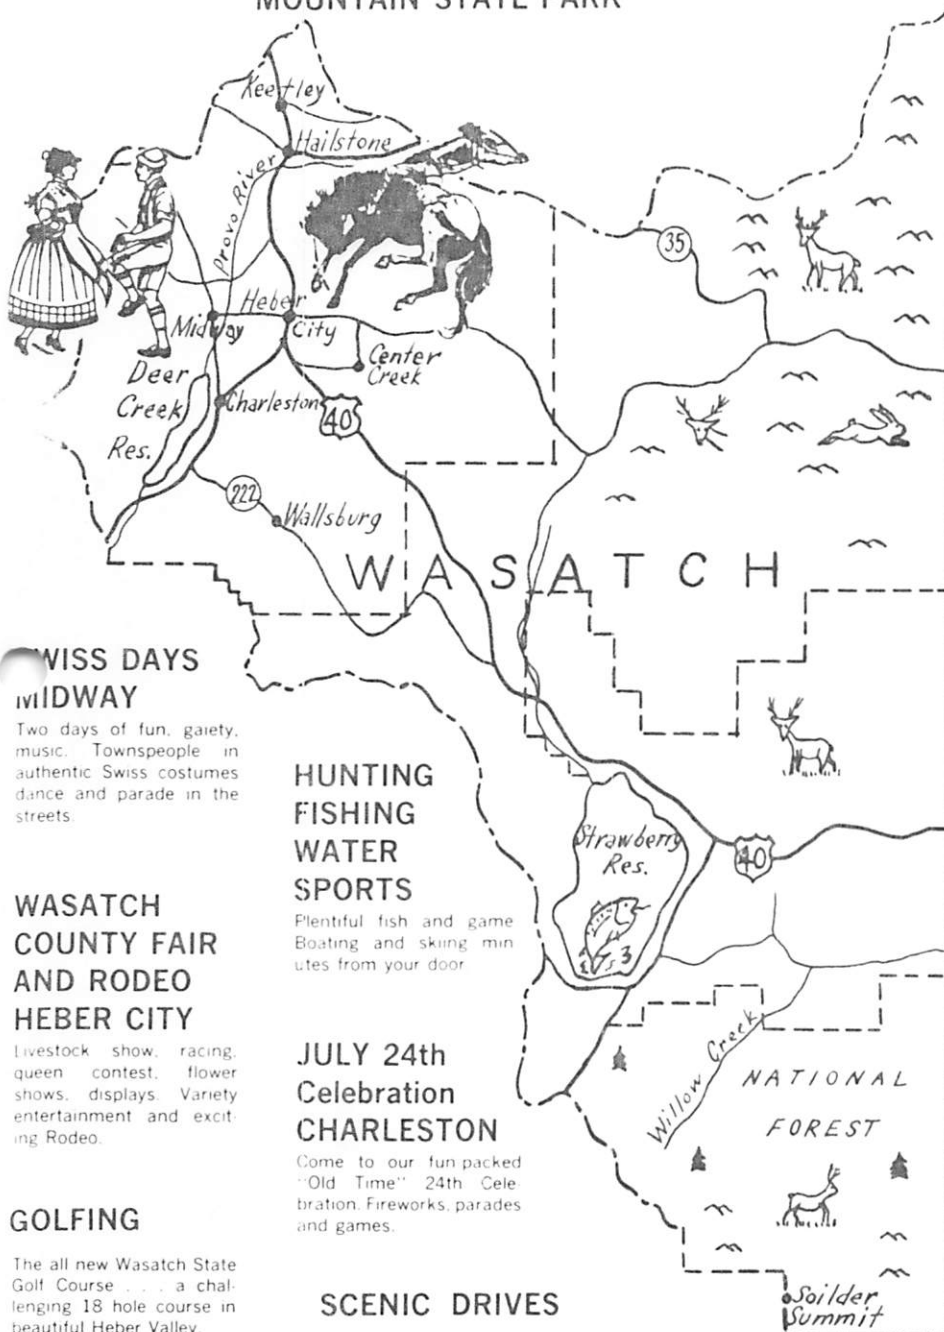 MOUNTAIN STATE PARK
Keetley
Hailstone
Provo River
35
Heber
City
Midway
Center
Creek
Deer
Creek
Res.
Charleston
40
222
Wallsburg
WASATCH
SWISS DAYS
MIDWAY
Two days of fun, gaiety,
music. Townspeople in
authentic Swiss costumes
dance and parade in the
streets.
WASATCH
COUNTY FAIR
AND RODEO
HEBER CITY
Livestock show, racing,
queen contest, flower
shows, displays. Variety
entertainment and excit-
ing Rodeo.
GOLFING
The all new Wasatch State
Golf Course . . . a chal-
lenging 18 hole course in
beautiful Heber Valley
HUNTING
FISHING
WATER
SPORTS
Plentiful fish and game
Boating and skiing min
utes from your door
JULY 24th
Celebration
CHARLESTON
Come to our fun-packed
"Old Time" 24th Cele-
bration. Fireworks, parades
and games.
SCENIC DRIVES
Strawberry
Res.
40
Willow Creek
NATIONAL
FOREST
Soilder
Summit